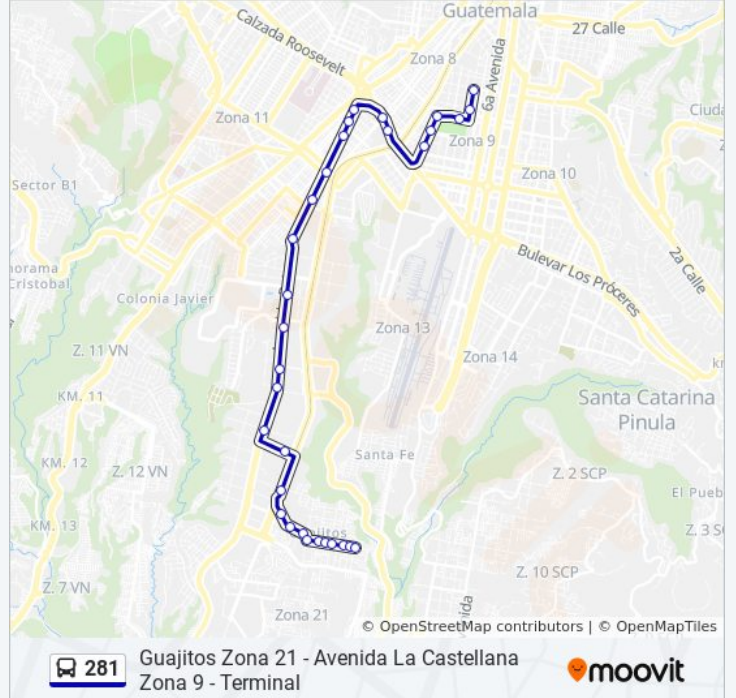 Guatemala
Calzada Roosevelt
27 Calle
Zona 8
6a Avenida
Zona 11
Ciuda
Zona 9
Zona 10
Sector B1
norama
Cristobal
2a Calle
Bulevar Los Próceres
Colonia Javier
Zona 13
Z. 11 VN
Zona 14
KM. 11
Santa Catarina
Pinula
Santa Fe
KM. 12
Z. 12 VN
Z. 2 SCP
El Pueb
KM. 13
Z. 3 S
Z. 10 SCP
Z. 7 VN
Zona 21
© OpenStreetMap contributors | © OpenMapTiles
281
Guajitos Zona 21 - Avenida La Castellana
Zona 9 - Terminal
moovit